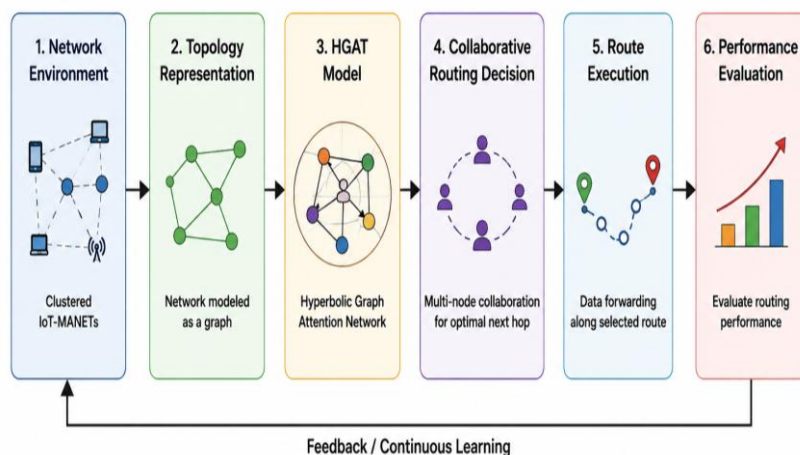 1. Network
Environment
Clustered
IoT-MANETs
2. Topology
Representation
Network modeled
as a graph
3. HGAT
Model
Hyperbolic Graph
Attention Network
4. Collaborative
Routing Decision
Multi-node collaboration
for optimal next hop
5. Route
Execution
Data forwarding
along selected route
6. Performance
Evaluation
Evaluate routing
performance
Feedback / Continuous Learning